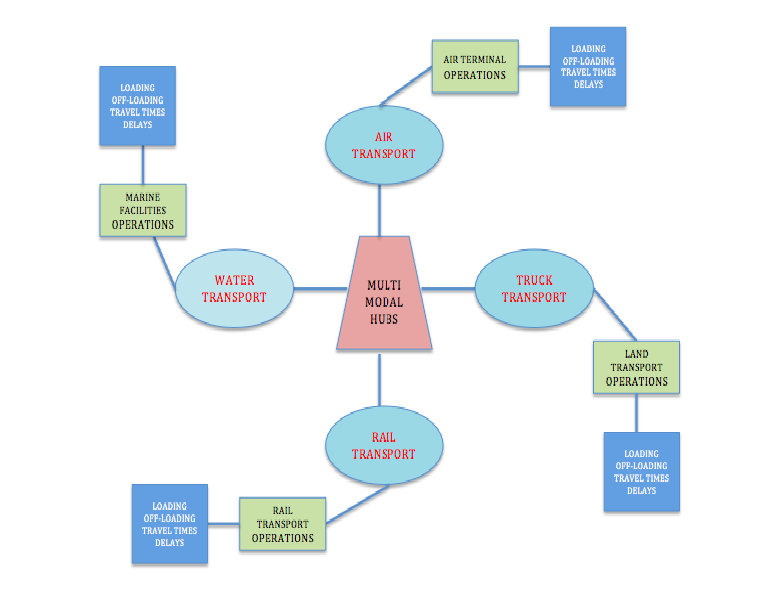 AIR TERMINAL
OPERATIONS
LOADING
OFF-LOADING
TRAVEL TIMES
DELAYS
LOADING
OFF-LOADING
TRAVEL TIMES
DELAYS
AIR
TRANSPORT
MARINE
FACILITIES
OPERATIONS
WATER
TRANSPORT
MULTI
MODAL
HUBS
TRUCK
TRANSPORT
LAND
TRANSPORT
OPERATIONS
RAIL
TRANSPORT
LOADING
OFF-LOADING
TRAVEL TIMES
DELAYS
LOADING
OFF-LOADING
TRAVEL TIMES
DELAYS
RAIL
TRANSPORT
OPERATIONS